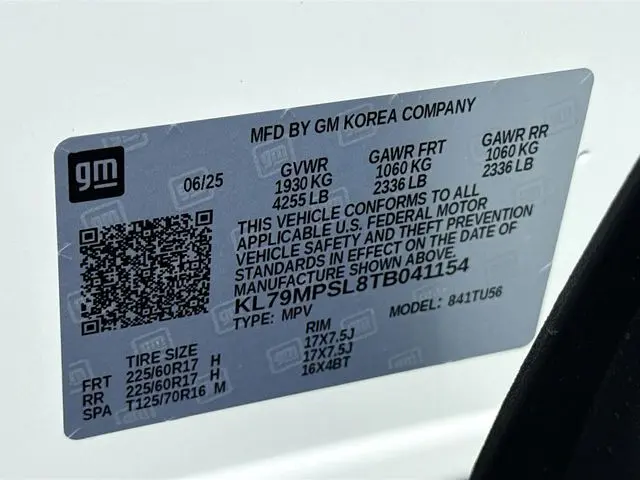 MFD BY GM KOREA COMPANY
gm
06/25
GVWR
1930 KG
4255 LB
GAWR FRT
1060 KG
2336 LB
GAWR RR
1060 KG
2336 LB
THIS VEHICLE CONFORMS TO ALL
APPLICABLE U.S. FEDERAL MOTOR
VEHICLE SAFETY AND THEFT PREVENTION
STANDARDS IN EFFECT ON THE DATE OF
MANUFACTURE SHOWN ABOVE.
KL79MPSL8TB041154
TYPE: MPV
MODEL: 841TU56
TIRE SIZE
RIM
FRT 225/60R17 H 17X7.5J
RR 225/60R17 H 17X7.5J
SPA T125/70R16 M 16X4BT